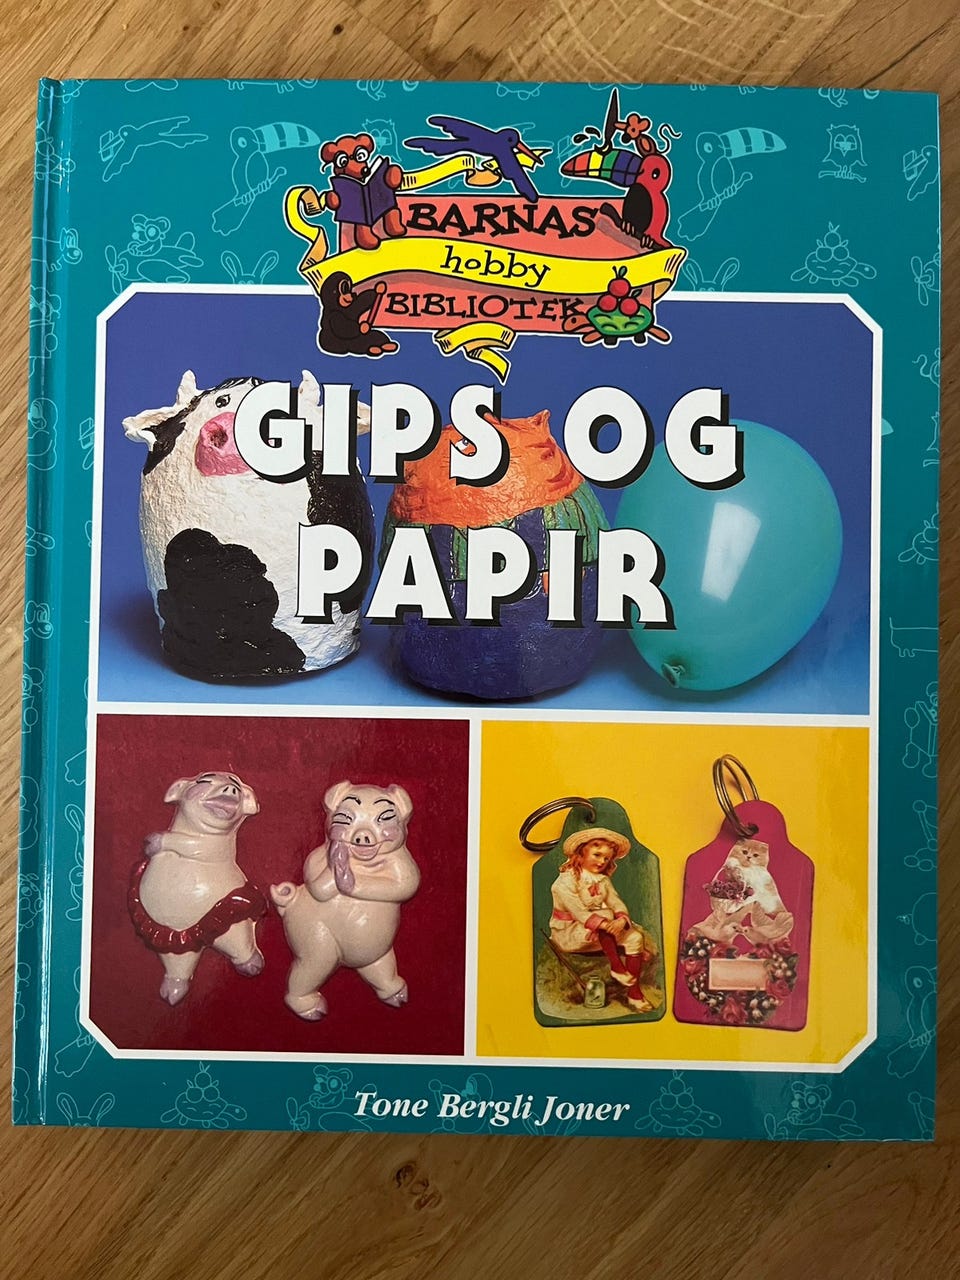 BARNAS
hobby
BIBLIOTEK
GIPS OG
PAPIR
Tone Bergli Joner